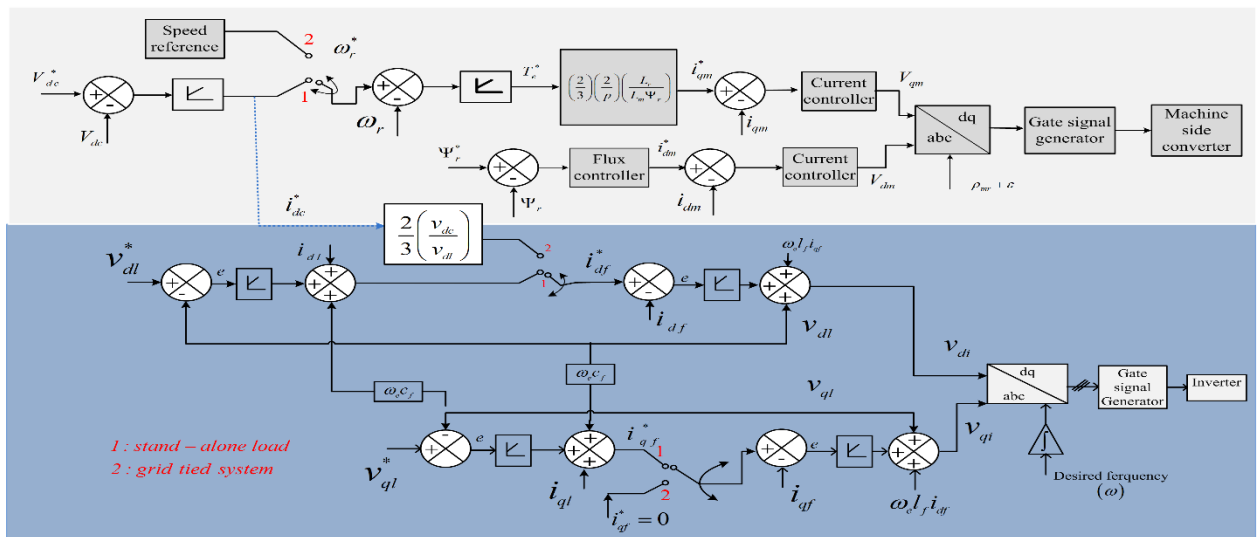 Speed
reference
2
ω_r^*
V_dc^*
V_dc
1
ω_r
T_e^*
(2/3)(2/p)(L_r/L_mΨ_r)
i_qm^*
i_qm
Current
controller
V_qm
dq
abc
Gate signal
generator
Machine
side
converter
Ψ_r^*
Ψ_r
Flux
controller
i_dm^*
i_dm
Current
controller
V_dm
i_dc^*
2/3(v_dc/v_dl)
2
1
v_dl^*
e
i_dl
i_df^*
i_df
e
ω_e l_f i_qf
v_dl
v_di
ω_e c_f
ω_e c_f
v_ql
dq
abc
Gate
signal
Generator
Inverter
1 : stand – alone load
2 : grid tied system
v_ql^*
e
i_ql
i_qf^*
1
2
i_qf^* = 0
i_qf
e
ω_e l_f i_df
v_qi
∫
Desired ferquency
(ω)